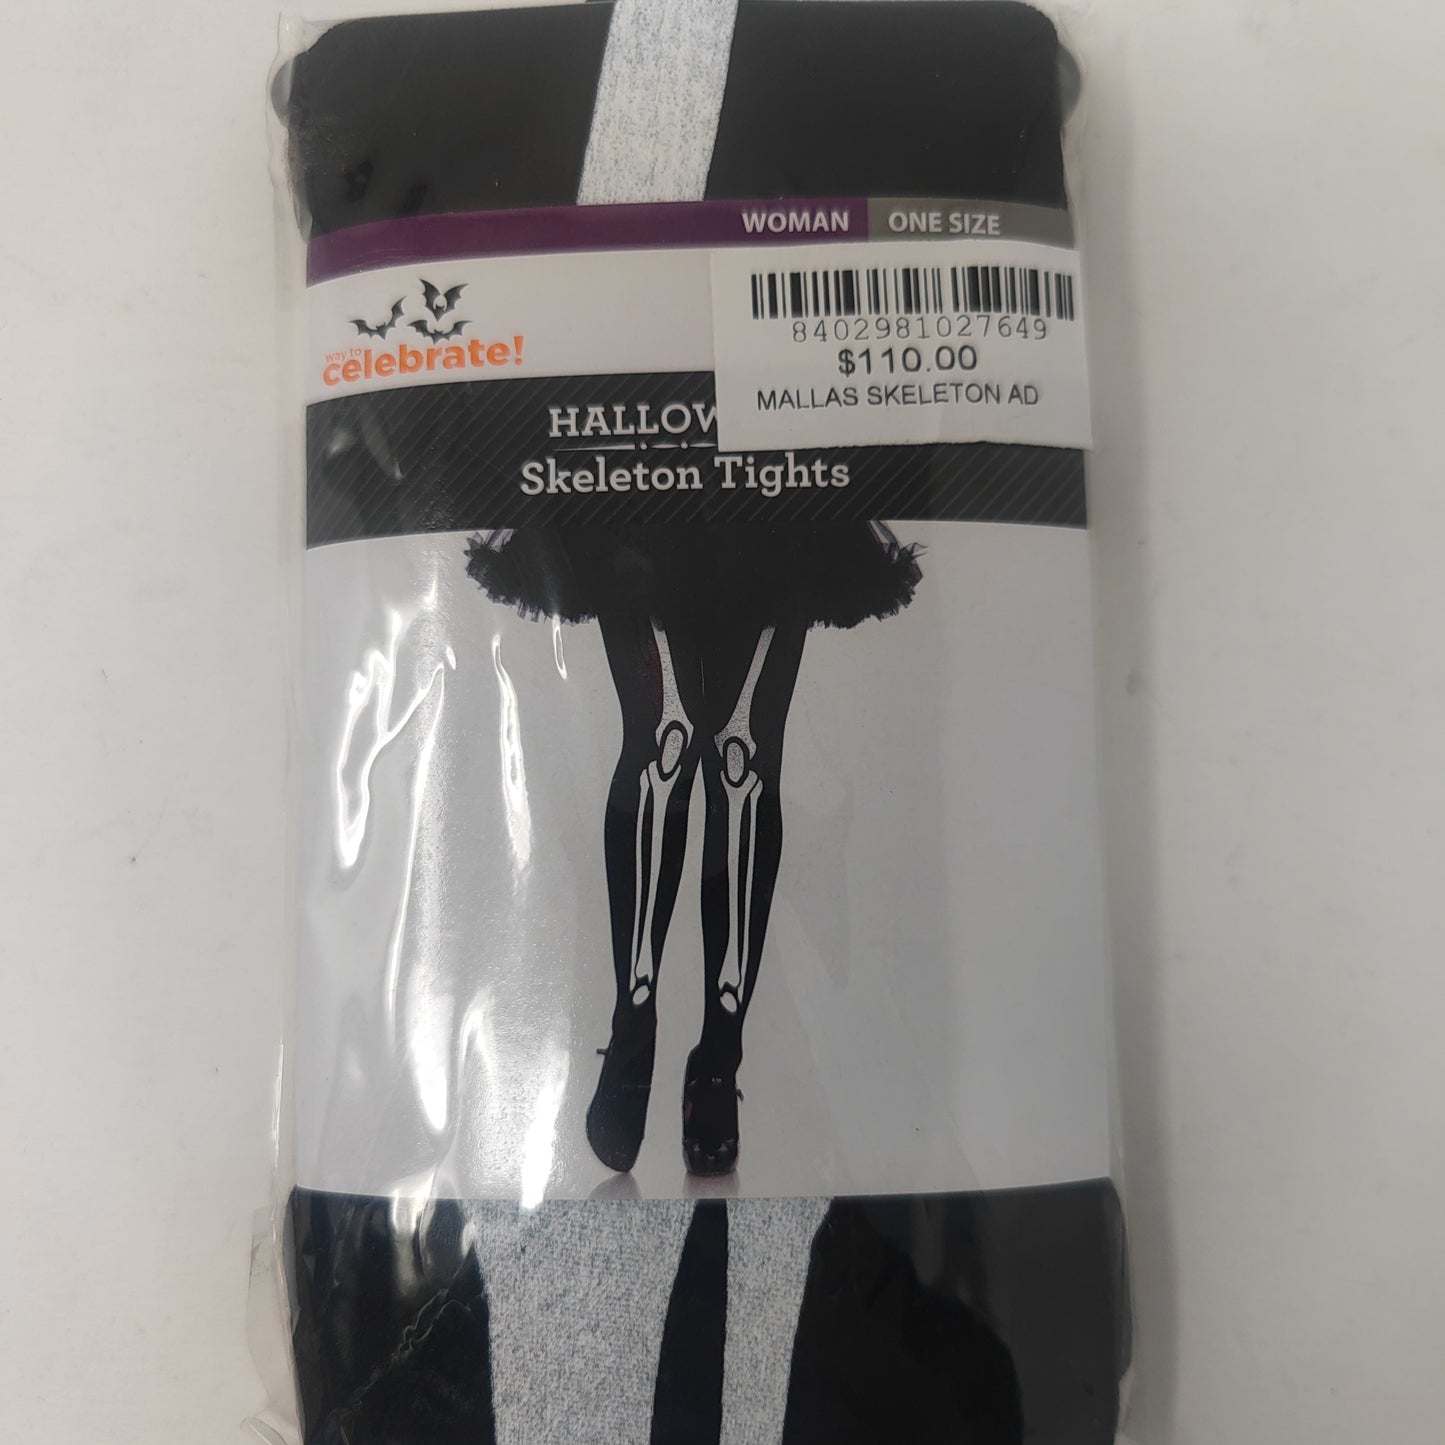 WOMAN ONE SIZE
way to
celebrate!
8402981027649
$110.00
MALLAS SKELETON AD
HALLOW
Skeleton Tights